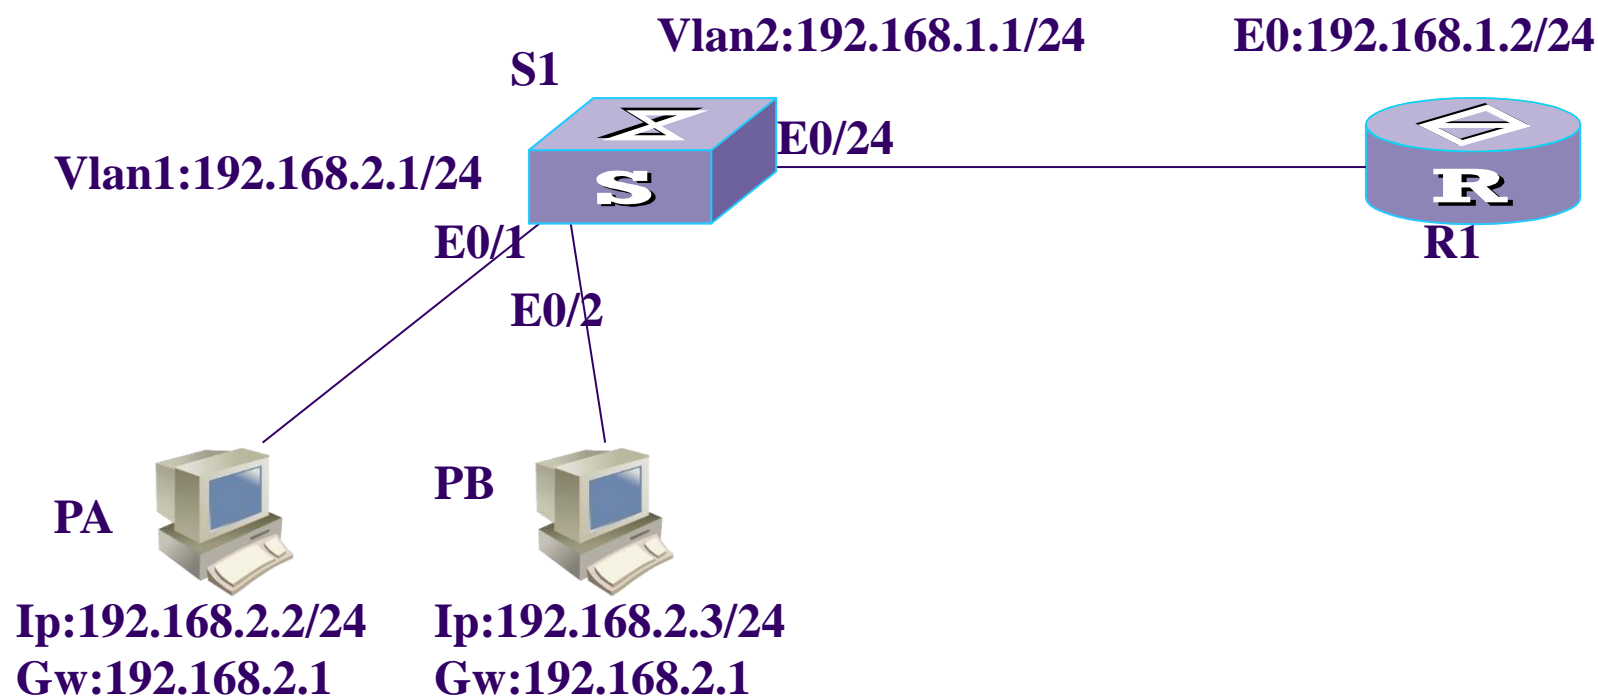 Vlan2:192.168.1.1/24
E0:192.168.1.2/24
S1
E0/24
Vlan1:192.168.2.1/24
S
R
E0/1
R1
E0/2
PB
PA
Ip:192.168.2.2/24
Gw:192.168.2.1
Ip:192.168.2.3/24
Gw:192.168.2.1